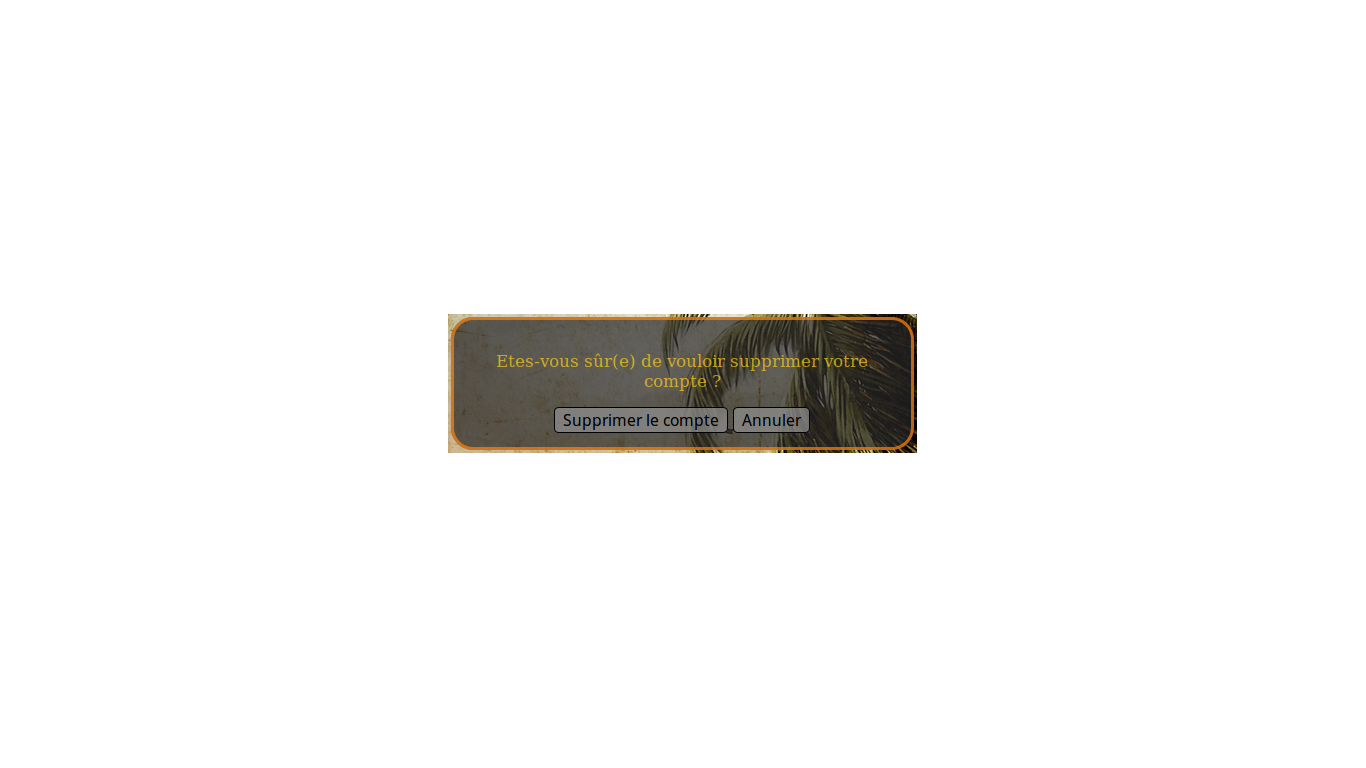 Etes-vous sûr(e) de vouloir supprimer votre
compte ?
Supprimer le compte Annuler